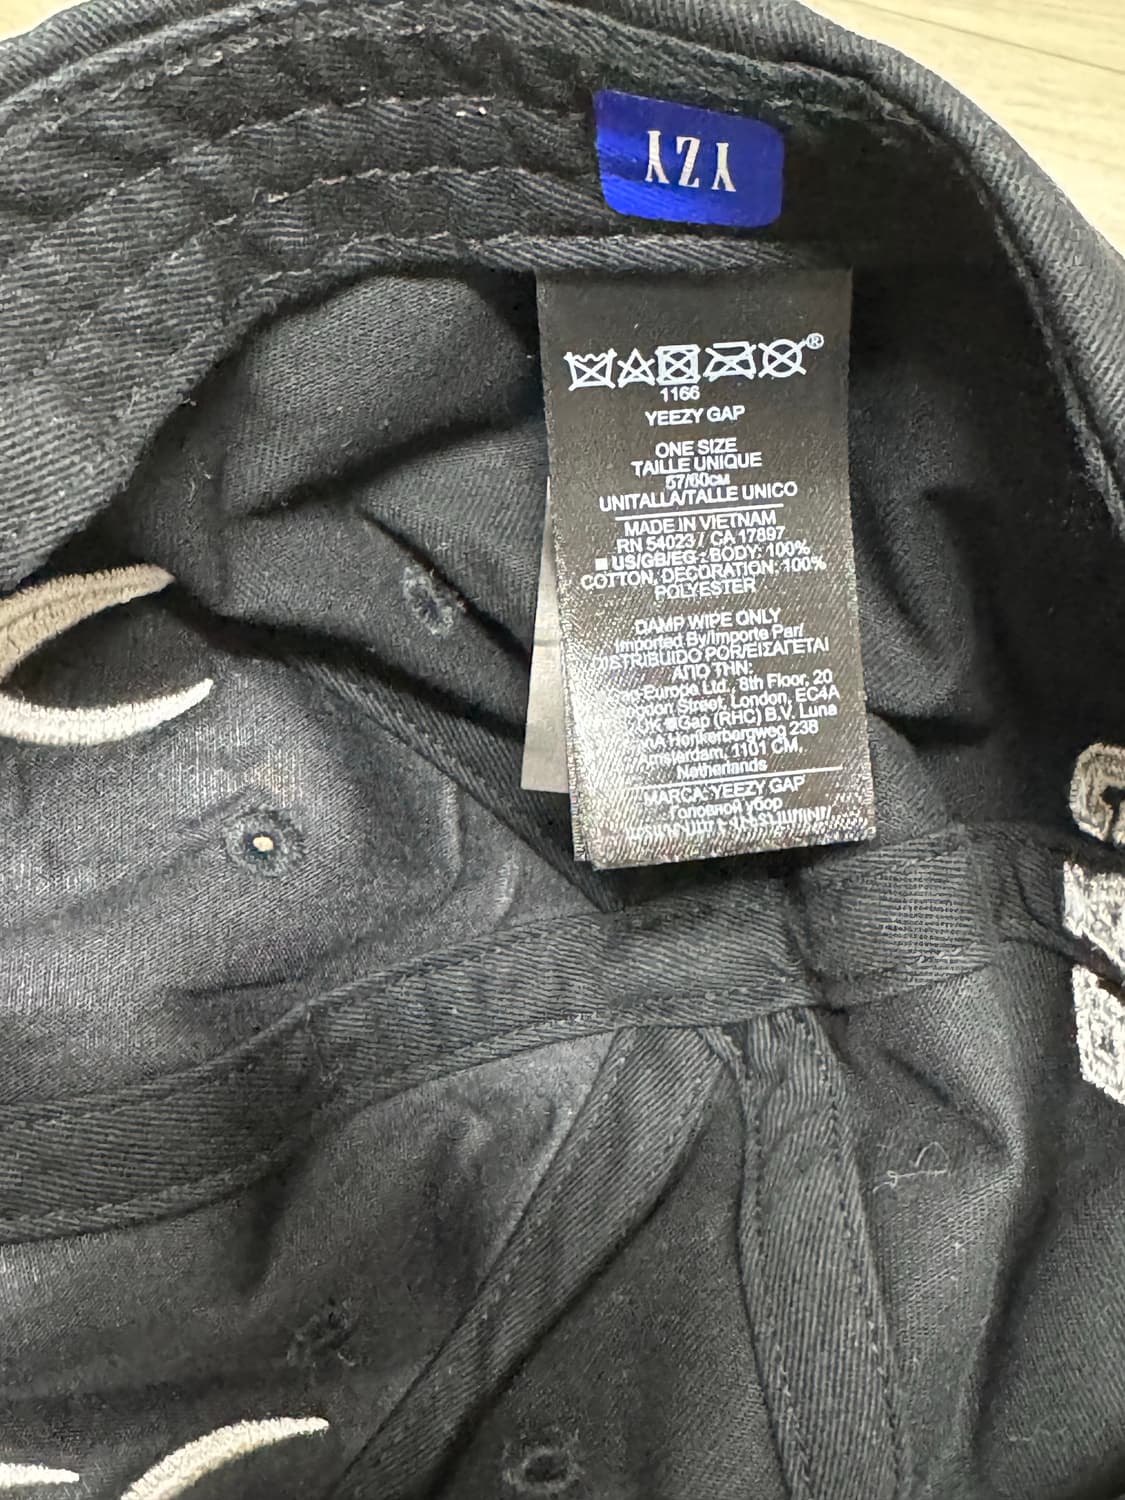 YZY
®
1166
YEEZY GAP
ONE SIZE
TAILLE UNIQUE
57/60CM
UNITALLA/TALLE UNICO
MADE IN VIETNAM
RN 54023 / CA 17897
■ US/GB/EG - BODY: 100%
COTTON, DECORATION: 100%
POLYESTER
DAMP WIPE ONLY
Imported By/Importe Par/
DISTRIBUIDO POR/ΕΙΣΑΓΕΤΑΙ
ΑΠΟ ΤΗΝ:
Europe Ltd., 8th Floor, 20
Street, London, EC4A
UK ■ Gap (RHC) B.V. Luna
Honkerbergweg 238
Amsterdam, 1101 CM,
Netherlands
MARCA: YEEZY GAP
Головной убор